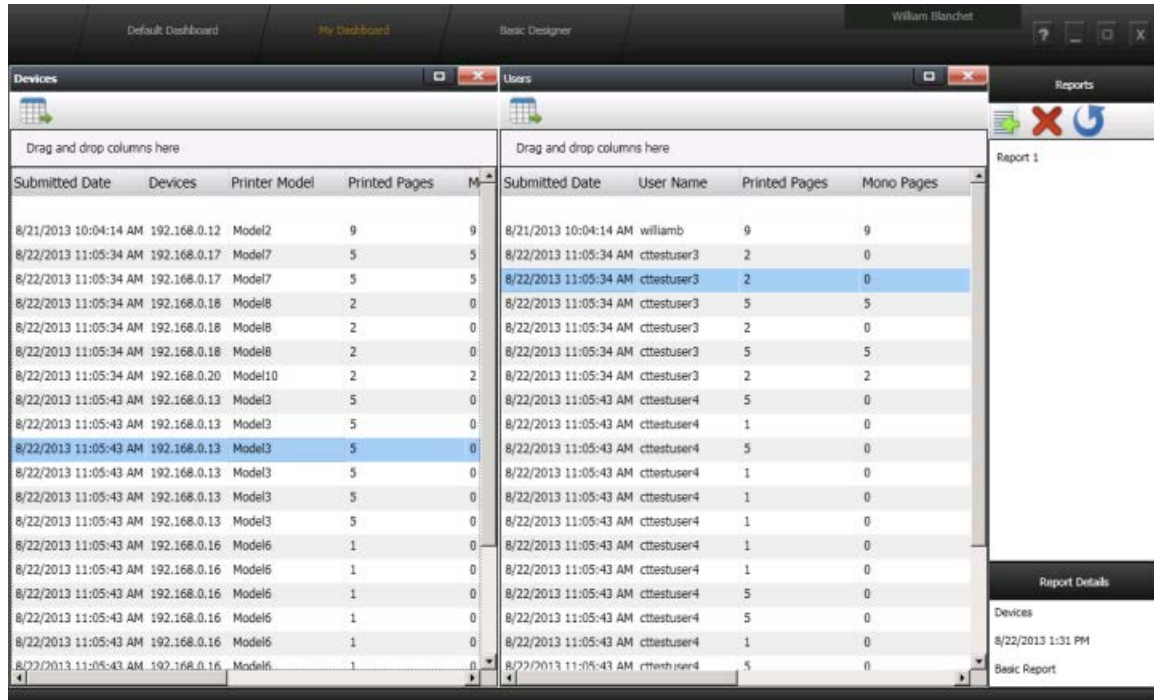 William Blanchet
Default Dashboard My Dashboard Basic Designer ? _ X
Devices X
Drag and drop columns here
Submitted Date Devices Printer Model Printed Pages M
8/21/2013 10:04:14 AM 192.168.0.12 Model2 9 9
8/22/2013 11:05:34 AM 192.168.0.17 Model7 5 5
8/22/2013 11:05:34 AM 192.168.0.17 Model7 5 5
8/22/2013 11:05:34 AM 192.168.0.18 Model8 2 0
8/22/2013 11:05:34 AM 192.168.0.18 Model8 2 0
8/22/2013 11:05:34 AM 192.168.0.18 Model8 2 0
8/22/2013 11:05:34 AM 192.168.0.20 Model10 2 2
8/22/2013 11:05:43 AM 192.168.0.13 Model3 5 0
8/22/2013 11:05:43 AM 192.168.0.13 Model3 5 0
8/22/2013 11:05:43 AM 192.168.0.13 Model3 5 0
8/22/2013 11:05:43 AM 192.168.0.13 Model3 5 0
8/22/2013 11:05:43 AM 192.168.0.13 Model3 5 0
8/22/2013 11:05:43 AM 192.168.0.13 Model3 5 0
8/22/2013 11:05:43 AM 192.168.0.16 Model6 1 0
8/22/2013 11:05:43 AM 192.168.0.16 Model6 1 0
8/22/2013 11:05:43 AM 192.168.0.16 Model6 1 0
8/22/2013 11:05:43 AM 192.168.0.16 Model6 1 0
8/22/2013 11:05:43 AM 192.168.0.16 Model6 1 0
8/22/2013 11:05:43 AM 192.168.0.16 Model6 1 0
Users X
Drag and drop columns here
Submitted Date User Name Printed Pages Mono Pages
8/21/2013 10:04:14 AM williamb 9 9
8/22/2013 11:05:34 AM cttestuser3 2 0
8/22/2013 11:05:34 AM cttestuser3 2 0
8/22/2013 11:05:34 AM cttestuser3 5 5
8/22/2013 11:05:34 AM cttestuser3 2 0
8/22/2013 11:05:34 AM cttestuser3 5 5
8/22/2013 11:05:34 AM cttestuser3 2 2
8/22/2013 11:05:43 AM cttestuser4 5 0
8/22/2013 11:05:43 AM cttestuser4 1 0
8/22/2013 11:05:43 AM cttestuser4 5 0
8/22/2013 11:05:43 AM cttestuser4 1 0
8/22/2013 11:05:43 AM cttestuser4 1 0
8/22/2013 11:05:43 AM cttestuser4 5 0
8/22/2013 11:05:43 AM cttestuser4 1 0
8/22/2013 11:05:43 AM cttestuser4 1 0
8/22/2013 11:05:43 AM cttestuser4 5 0
8/22/2013 11:05:43 AM cttestuser4 5 0
8/22/2013 11:05:43 AM cttestuser4 1 0
8/22/2013 11:05:43 AM cttestuser4 5 0
Reports
Report 1
Report Details
Devices
8/22/2013 1:31 PM
Basic Report